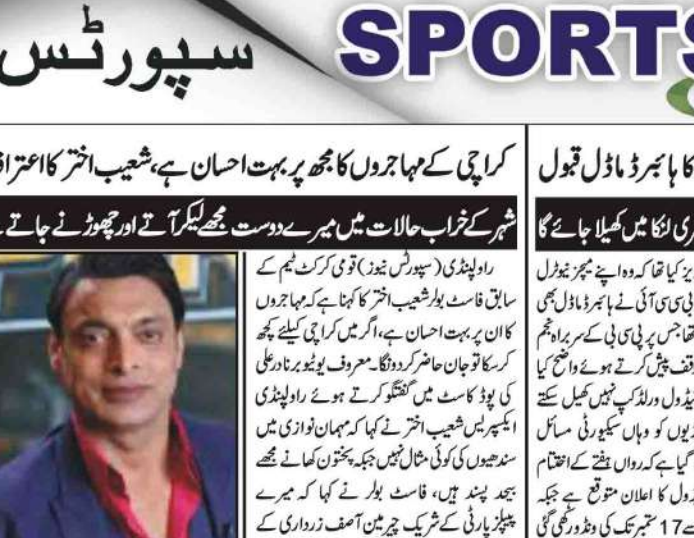 سپورٹس
SPORTS
کراچی کے مہاجروں کا مجھ پر بہت احسان ہے، شعیب اختر کا اعتراف
شہر کے خراب حالات میں میرے دوست مجھے لیکر آتے اور چھوڑنے جاتے
راولپنڈی (سپورٹس نیوز) قومی کرکٹ ٹیم کے
سابق فاسٹ بولر شعیب اختر کا کہنا ہے کہ مہاجروں
کا ان پر بہت احسان ہے، اگر میں کراچی کیلئے کچھ
کرسکا تو جان حاضر کردونگا۔ معروف یوٹیوبر نادر علی
کی پوڈ کاسٹ میں گفتگو کرتے ہوئے راولپنڈی
ایکسپریس شعیب اختر نے کہا کہ مہمان نوازی میں
سندھیوں کی کوئی مثال نہیں جبکہ پختون کھانے مجھے
بیحد پسند ہیں، فاسٹ بولر نے کہا کہ میرے
پیپلز پارٹی کے شریک چیرمین آصف زرداری کے
کا ہائبرڈ ماڈل قبول
سری لنکا میں کھیلا جائے گا
کیا تھا کہ وہ اپنے میچز نیوٹرل
بی سی سی آئی نے ہائبرڈ ماڈل بھی
تھا جس پر پی سی بی کے سربراہ نجم
پیش کرتے ہوئے واضح کیا
ورلڈ کپ نہیں کھیل سکتے
کو وہاں سیکیورٹی مسائل
گیا ہے کہ رواں ہفتے کے اختتام
کا اعلان متوقع ہے جبکہ
سے 17 ستمبر تک کی ونڈو رکھی گئی